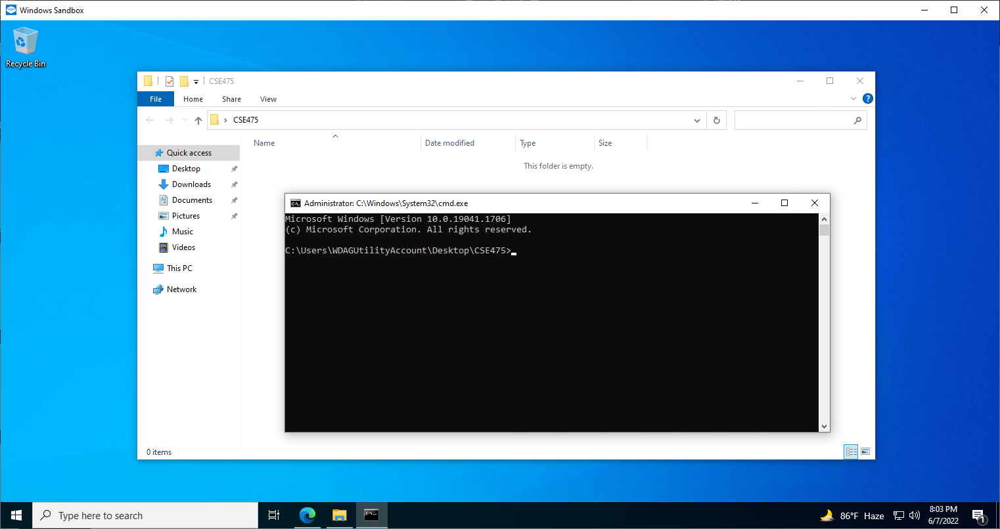 Windows Sandbox
Recycle Bin
CSE475
File Home Share View
CSE475
Name Date modified Type Size
This folder is empty.
Quick access
Desktop
Downloads
Documents
Pictures
Music
Videos
This PC
Network
Administrator: C:\Windows\System32\cmd.exe
Microsoft Windows [Version 10.0.19041.1706]
(c) Microsoft Corporation. All rights reserved.
C:\Users\WDAGUtilityAccount\Desktop\CSE475>
0 items
Type here to search
86°F Haze
8:03 PM
6/7/2022
1